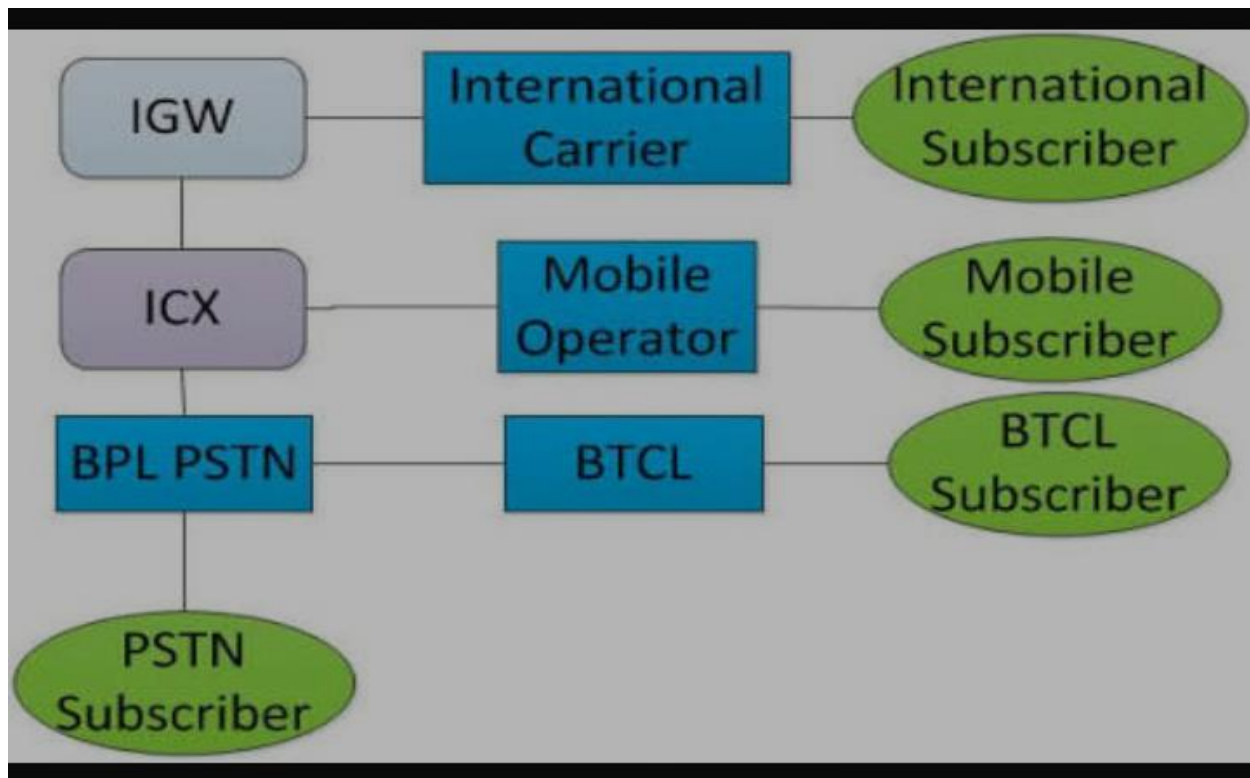 IGW
International
Carrier
International
Subscriber
ICX
Mobile
Operator
Mobile
Subscriber
BPL PSTN
BTCL
BTCL
Subscriber
PSTN
Subscriber